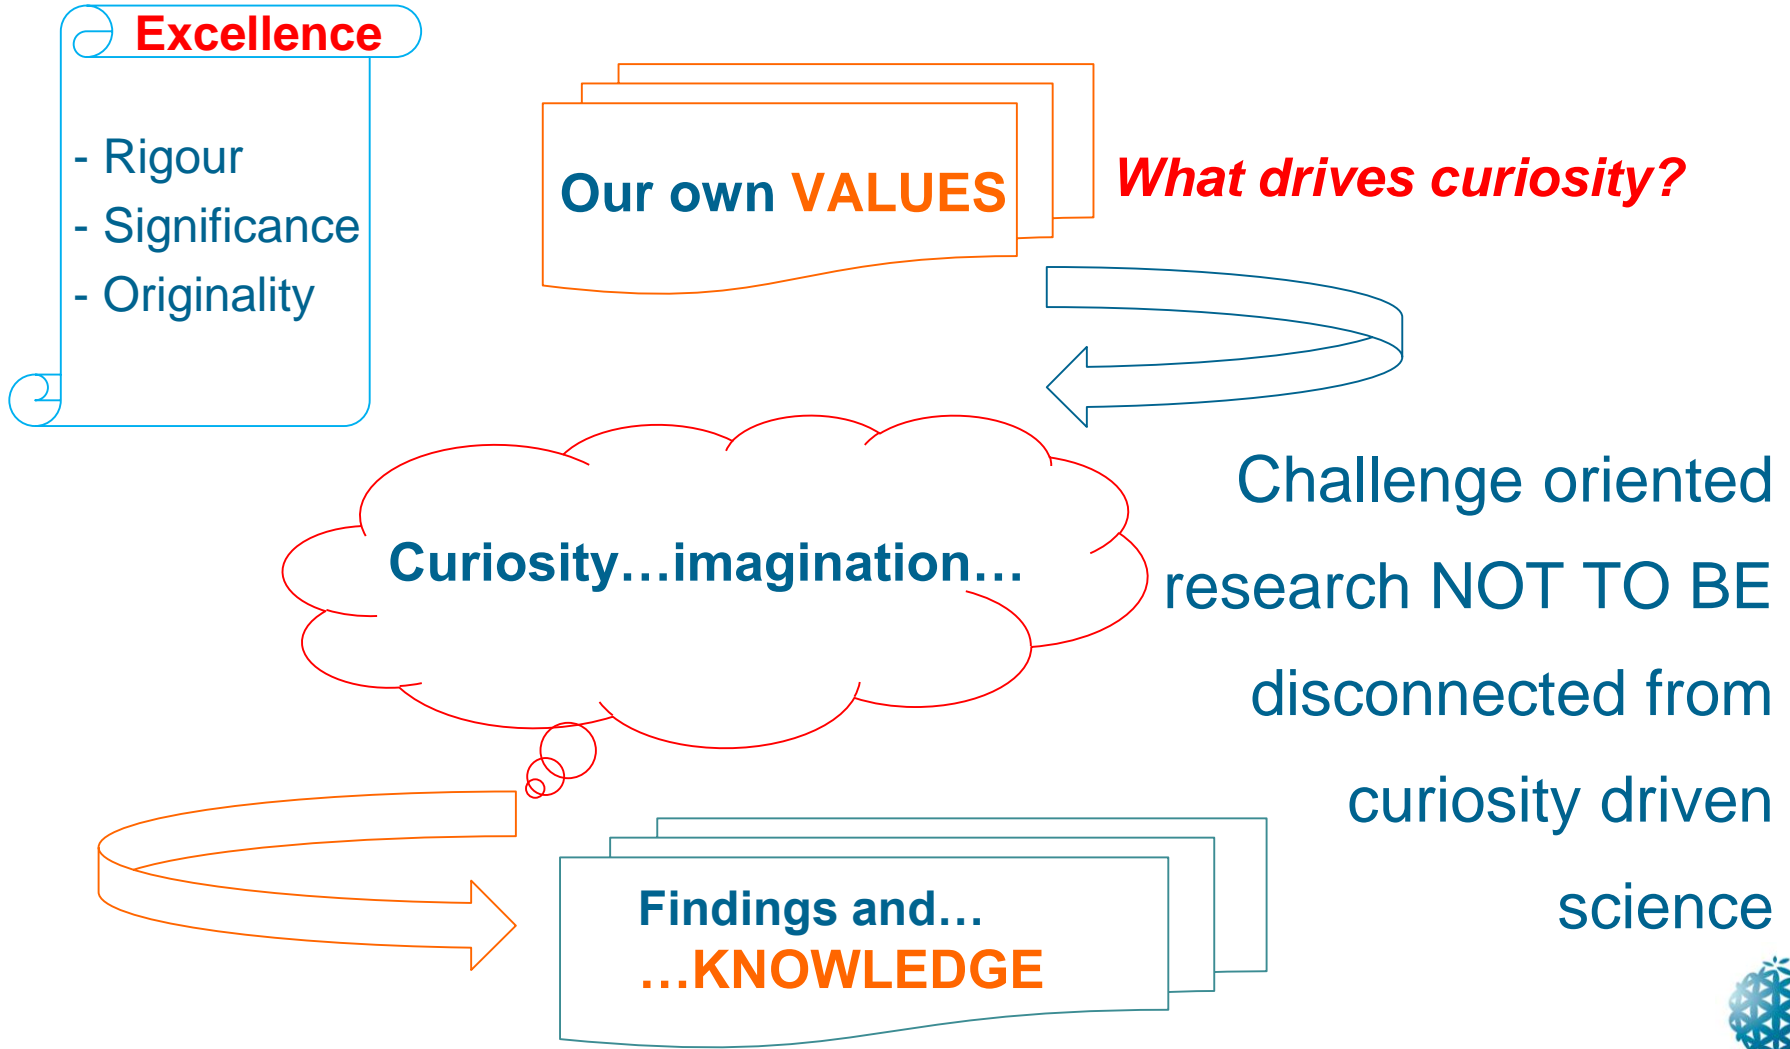 Excellence
- Rigour
- Significance
- Originality
Our own VALUES
What drives curiosity?
Curiosity…imagination…
Challenge oriented
research NOT TO BE
disconnected from
curiosity driven
science
Findings and…
…KNOWLEDGE